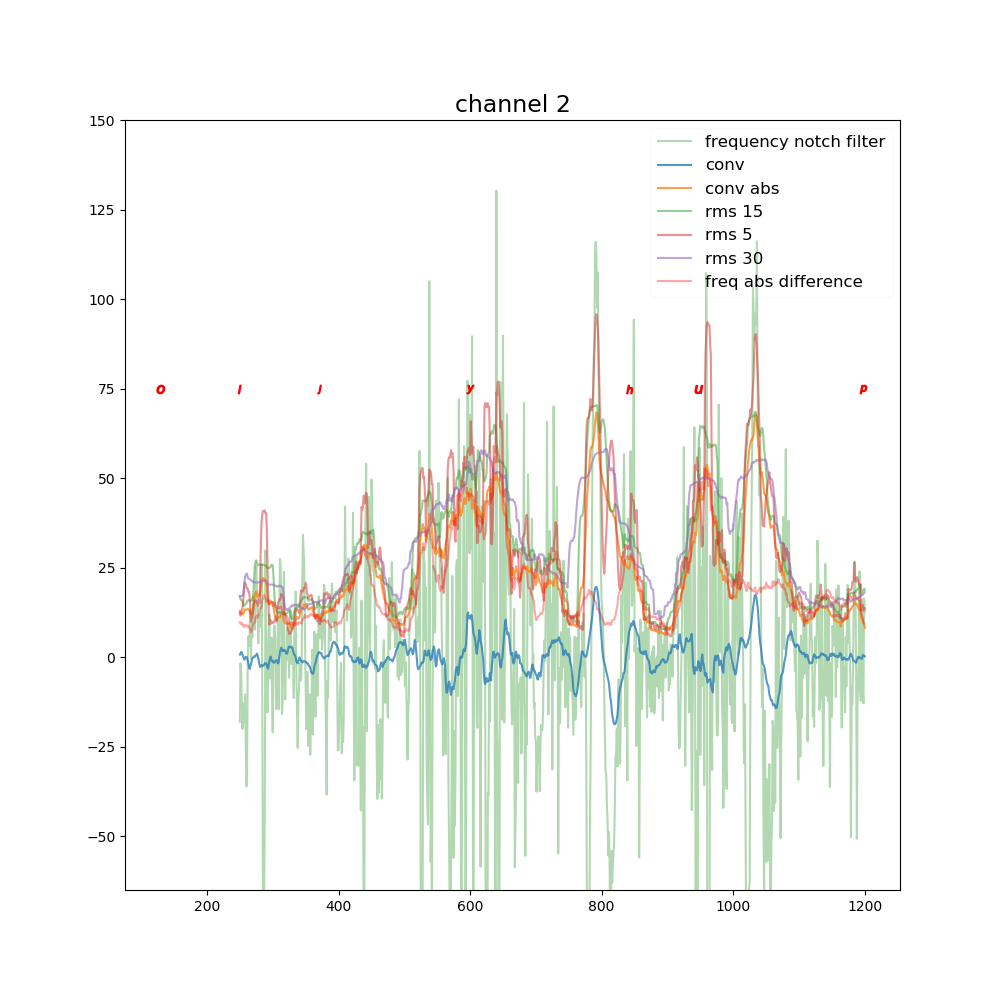 channel 2
150
125
100
75
50
25
0
−25
−50
200 400 600 800 1000 1200
frequency notch filter
conv
conv abs
rms 15
rms 5
rms 30
freq abs difference
o l J y h u p